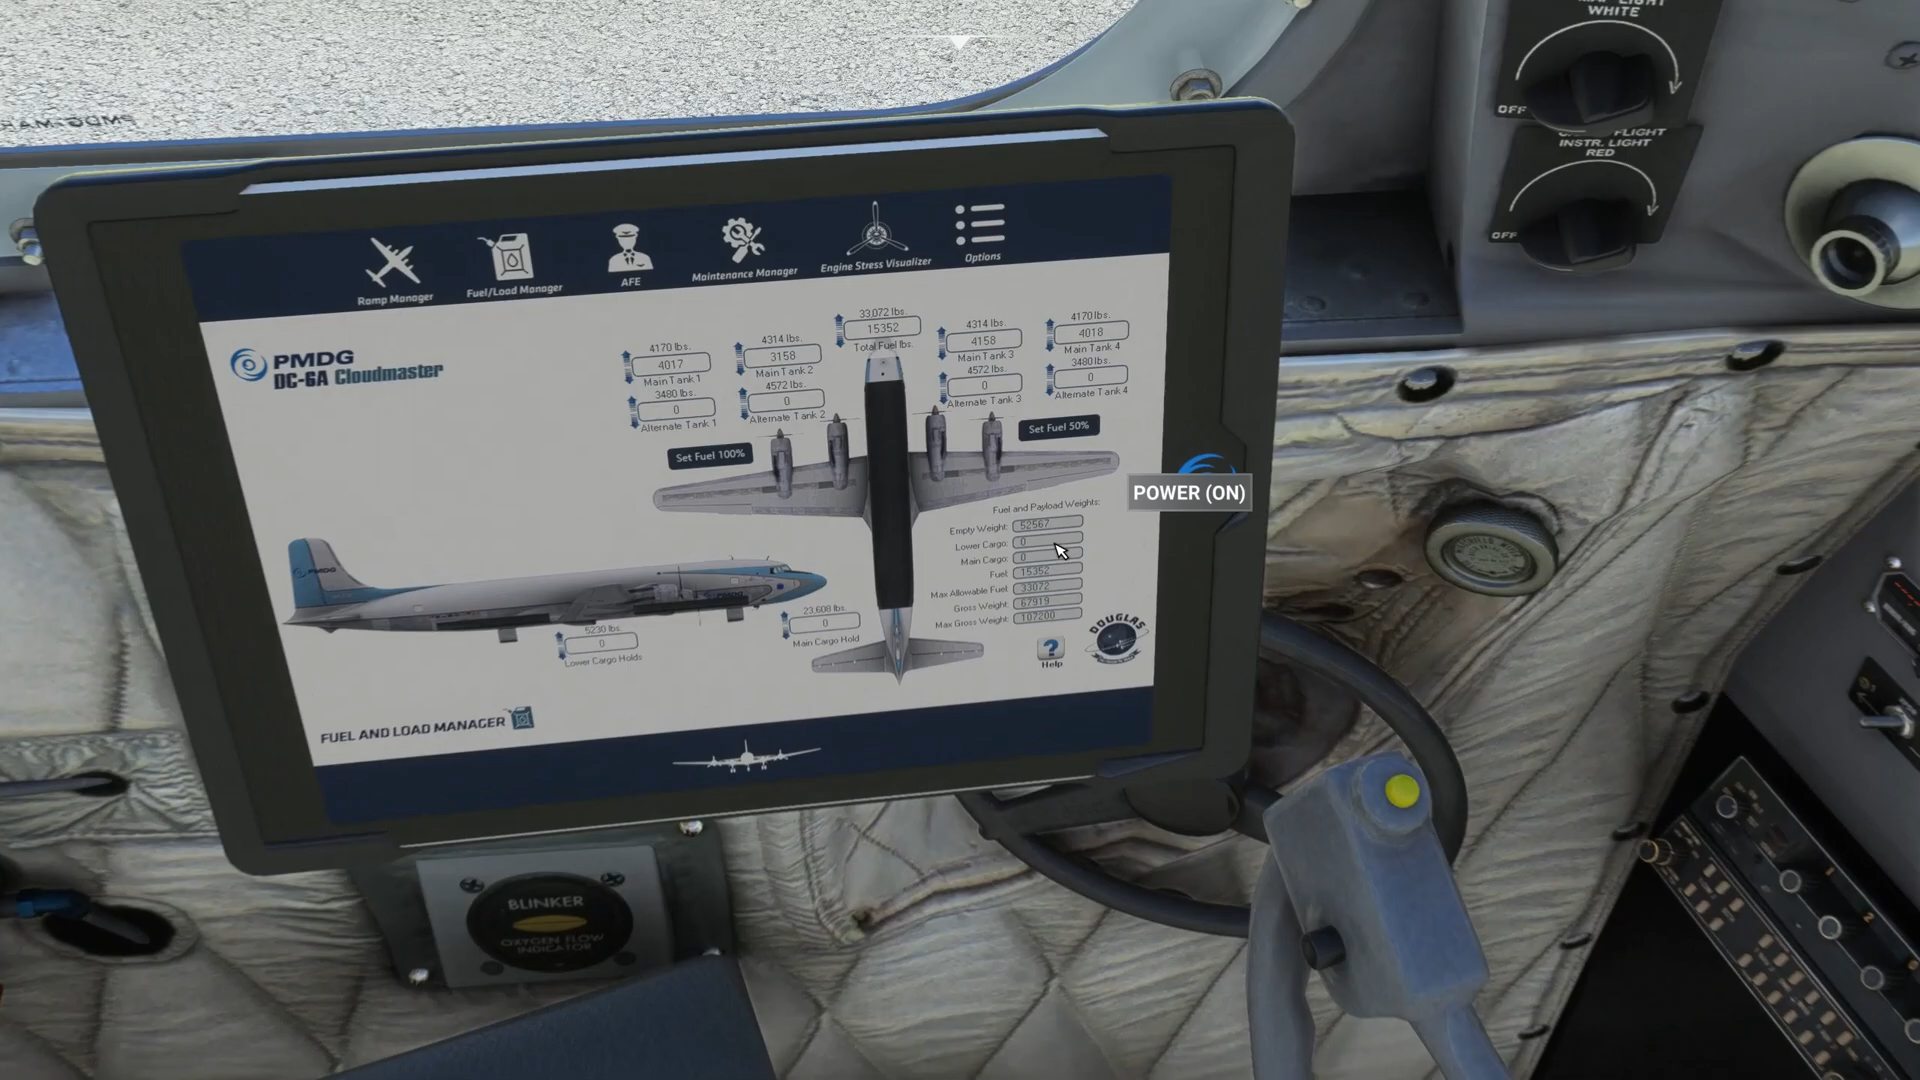 WHITE
OFF
FLIGHT
INSTR. LIGHT
RED
OFF
Ramp Manager
Fuel/Load Manager
AFE
Maintenance Manager
Engine Stress Visualizer
Options
PMDG
DC-6A Cloudmaster
4170 lbs.
4017
Main Tank 1
3480 lbs.
0
Alternate Tank 1
4314 lbs.
3158
Main Tank 2
4572 lbs.
0
Alternate Tank 2
33,072 lbs.
15352
Total Fuel lbs.
4314 lbs.
4158
Main Tank 3
4572 lbs.
0
Alternate Tank 3
4170 lbs.
4018
Main Tank 4
3480 lbs.
0
Alternate Tank 4
Set Fuel 100%
Set Fuel 50%
POWER (ON)
Fuel and Payload Weights:
Empty Weight: 52567
Lower Cargo: 0
Main Cargo: 0
Fuel: 15352
Max Allowable Fuel: 33072
Gross Weight: 67919
Max Gross Weight: 107200
PMDG
PMDG
5230 lbs.
0
Lower Cargo Holds
23,608 lbs.
0
Main Cargo Hold
?
Help
DOUGLAS
FUEL AND LOAD MANAGER
BLINKER
OXYGEN FLOW
INDICATOR